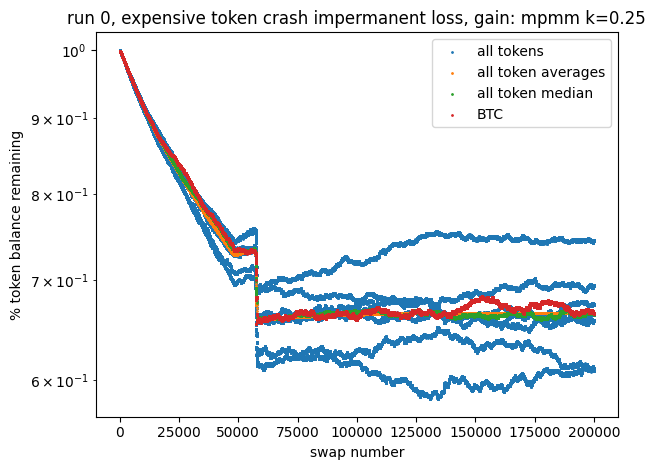 run 0, expensive token crash impermanent loss, gain: mpmm k=0.25
all tokens
all token averages
all token median
BTC
% token balance remaining
10⁰
9 × 10⁻¹
8 × 10⁻¹
7 × 10⁻¹
6 × 10⁻¹
0 25000 50000 75000 100000 125000 150000 175000 200000
swap number